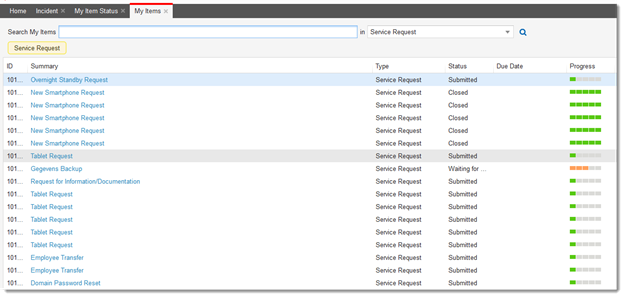 Home Incident My Item Status My Items
Search My Items in Service Request
Service Request
ID Summary Type Status Due Date Progress
101... Overnight Standby Request Service Request Submitted
101... New Smartphone Request Service Request Closed
101... New Smartphone Request Service Request Closed
101... New Smartphone Request Service Request Closed
101... New Smartphone Request Service Request Closed
101... New Smartphone Request Service Request Closed
101... Tablet Request Service Request Submitted
101... Gegevens Backup Service Request Waiting for ...
101... Request for Information/Documentation Service Request Submitted
101... Tablet Request Service Request Submitted
101... Tablet Request Service Request Submitted
101... Tablet Request Service Request Submitted
101... Tablet Request Service Request Submitted
101... Tablet Request Service Request Submitted
101... Employee Transfer Service Request Submitted
101... Employee Transfer Service Request Submitted
101... Domain Password Reset Service Request Submitted